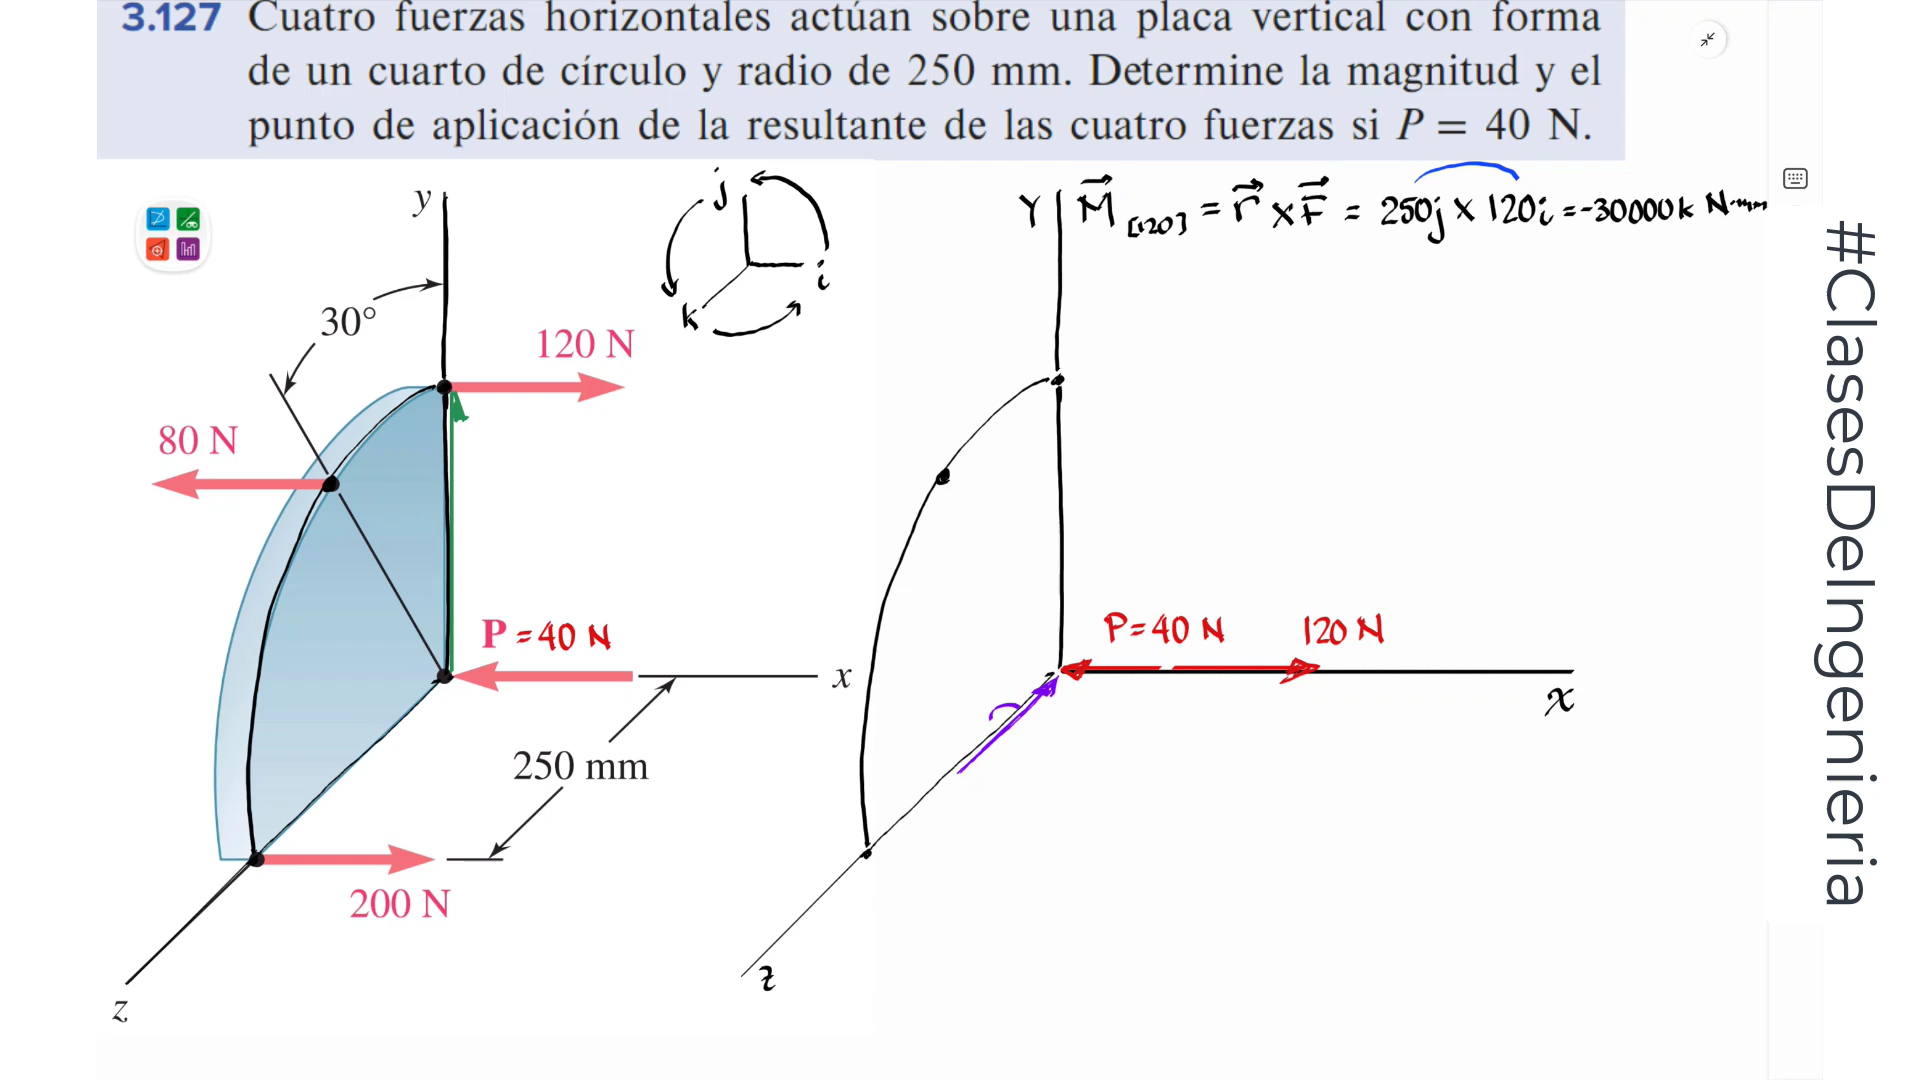 3.127 Cuatro fuerzas horizontales actúan sobre una placa vertical con forma
de un cuarto de círculo y radio de 250 mm. Determine la magnitud y el
punto de aplicación de la resultante de las cuatro fuerzas si P = 40 N.
y
j
i
k
Y
M⃗ [120] = r⃗ x F⃗ = 250j x 120i = -30000k N·mm
30°
120 N
80 N
P = 40 N
x
250 mm
200 N
z
P = 40 N
120 N
x
z
#ClasesDeIngenieria